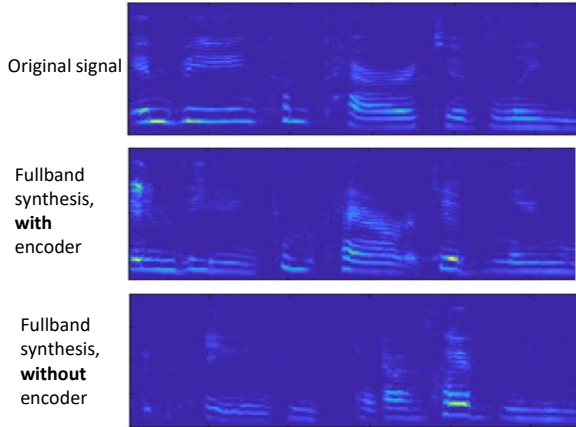 Original signal
Fullband
synthesis,
with
encoder
Fullband
synthesis,
without
encoder